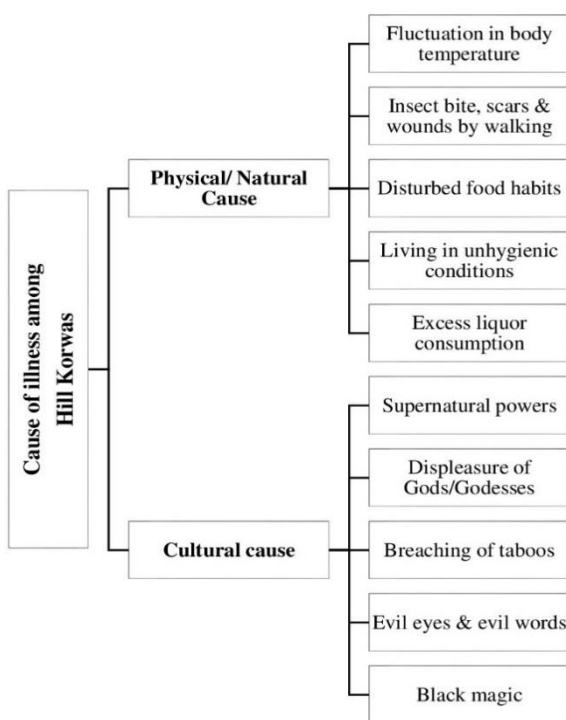 Cause of illness among
Hill Korwas
Physical/ Natural
Cause
Fluctuation in body
temperature
Insect bite, scars &
wounds by walking
Disturbed food habits
Living in unhygienic
conditions
Excess liquor
consumption
Cultural cause
Supernatural powers
Displeasure of
Gods/Godesses
Breaching of taboos
Evil eyes & evil words
Black magic